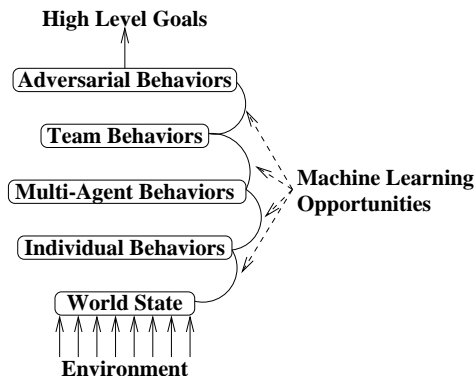 High Level Goals
Adversarial Behaviors
Team Behaviors
Multi-Agent Behaviors
Machine Learning
Opportunities
Individual Behaviors
World State
Environment